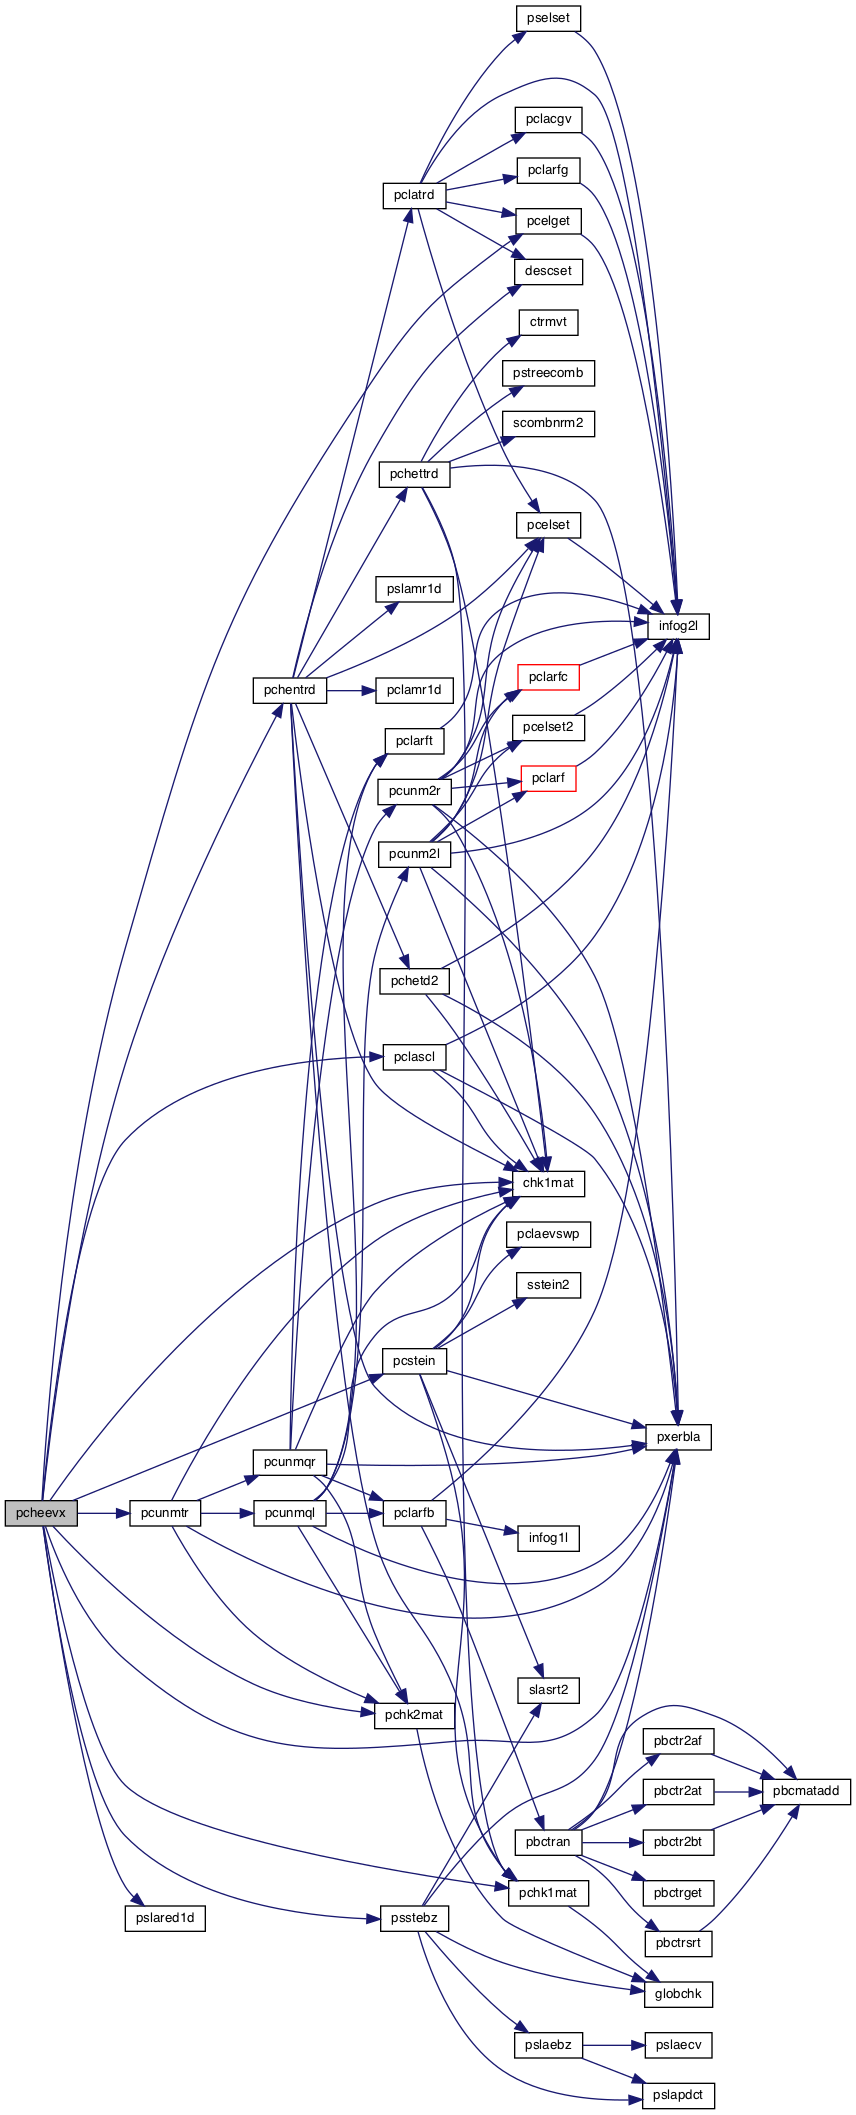 pselset
pclacgv
pclarfg
pclatrd
pcelget
descset
ctrmvt
pstreecomb
scombnrm2
pchettrd
pcelset
pslamr1d
infog2l
pclarfc
pchentrd
pclamr1d
pcelset2
pclarft
pclarf
pcunm2r
pcunm2l
pchetd2
pclascl
chk1mat
pclaevswp
sstein2
pcstein
pxerbla
pcunmqr
pcheevx
pcunmtr
pcunmql
pclarfb
infog1l
slasrt2
pchk2mat
pbctr2af
pbctr2at
pbcmatadd
pbctran
pbctr2bt
pchk1mat
pbctrget
pslared1d
psstebz
pbctrsrt
globchk
pslaebz
pslaecv
pslapdct